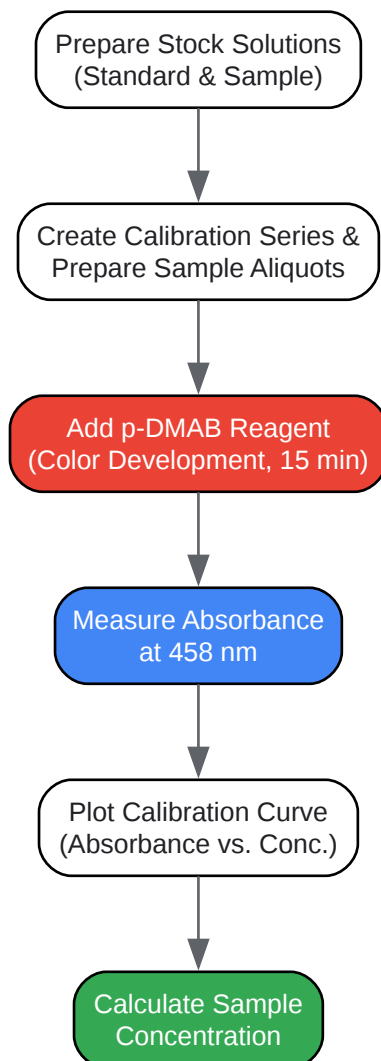 Prepare Stock Solutions
(Standard & Sample)
Create Calibration Series &
Prepare Sample Aliquots
Add p-DMAB Reagent
(Color Development, 15 min)
Measure Absorbance
at 458 nm
Plot Calibration Curve
(Absorbance vs. Conc.)
Calculate Sample
Concentration